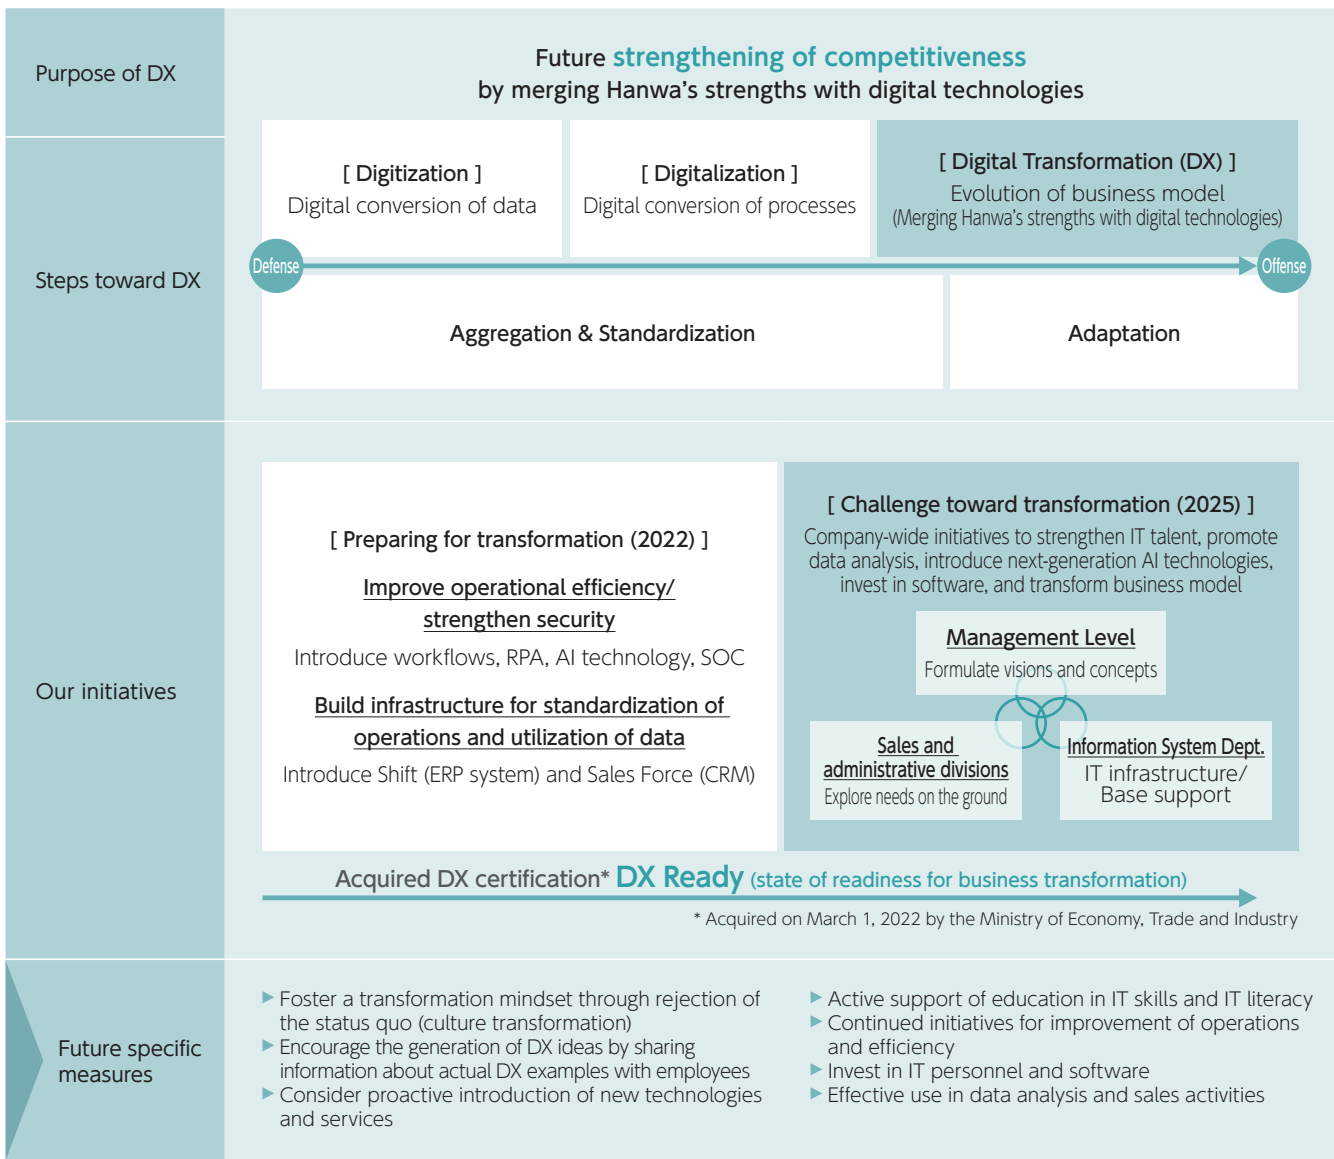 Purpose of DX
Future strengthening of competitiveness
by merging Hanwa's strengths with digital technologies
Steps toward DX
[ Digitization ]
Digital conversion of data
[ Digitalization ]
Digital conversion of processes
[ Digital Transformation (DX) ]
Evolution of business model
(Merging Hanwa's strengths with digital technologies)
Defense
Offense
Aggregation & Standardization
Adaptation
Our initiatives
[ Preparing for transformation (2022) ]
Improve operational efficiency/
strengthen security
Introduce workflows, RPA, AI technology, SOC
Build infrastructure for standardization of
operations and utilization of data
Introduce Shift (ERP system) and Sales Force (CRM)
[ Challenge toward transformation (2025) ]
Company-wide initiatives to strengthen IT talent, promote
data analysis, introduce next-generation AI technologies,
invest in software, and transform business model
Management Level
Formulate visions and concepts
Sales and
administrative divisions
Explore needs on the ground
Information System Dept.
IT infrastructure/
Base support
Acquired DX certification* DX Ready (state of readiness for business transformation)
* Acquired on March 1, 2022 by the Ministry of Economy, Trade and Industry
Future specific
measures
▶ Foster a transformation mindset through rejection of
the status quo (culture transformation)
▶ Encourage the generation of DX ideas by sharing
information about actual DX examples with employees
▶ Consider proactive introduction of new technologies
and services
▶ Active support of education in IT skills and IT literacy
▶ Continued initiatives for improvement of operations
and efficiency
▶ Invest in IT personnel and software
▶ Effective use in data analysis and sales activities